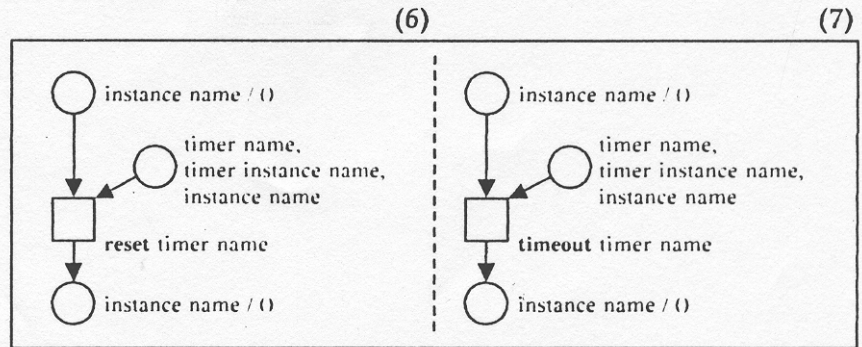 (6)
(7)
instance name / ()
timer name,
timer instance name,
instance name
reset timer name
instance name / ()
instance name / ()
timer name,
timer instance name,
instance name
timeout timer name
instance name / ()